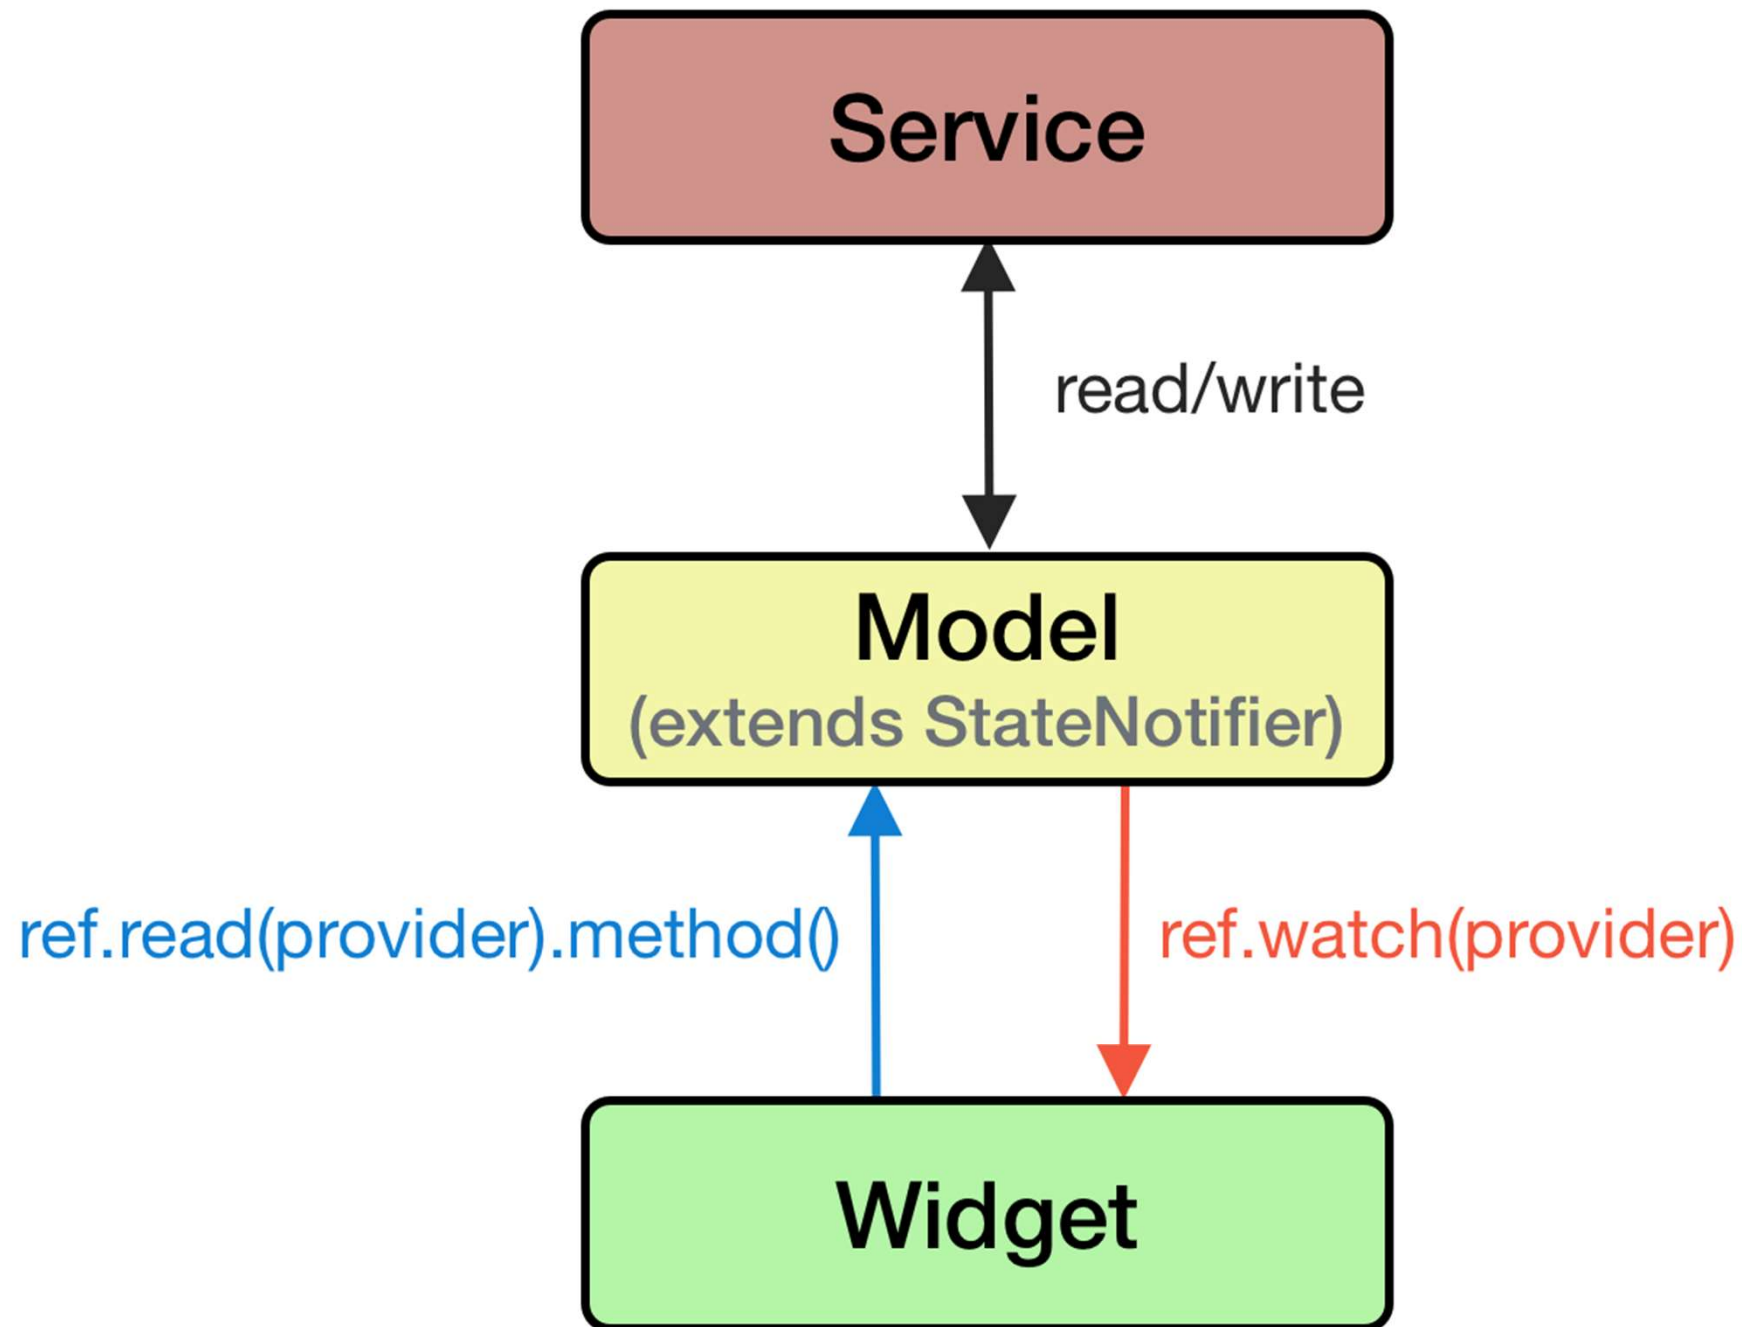 Service
read/write
Model
(extends StateNotifier)
ref.read(provider).method()
ref.watch(provider)
Widget